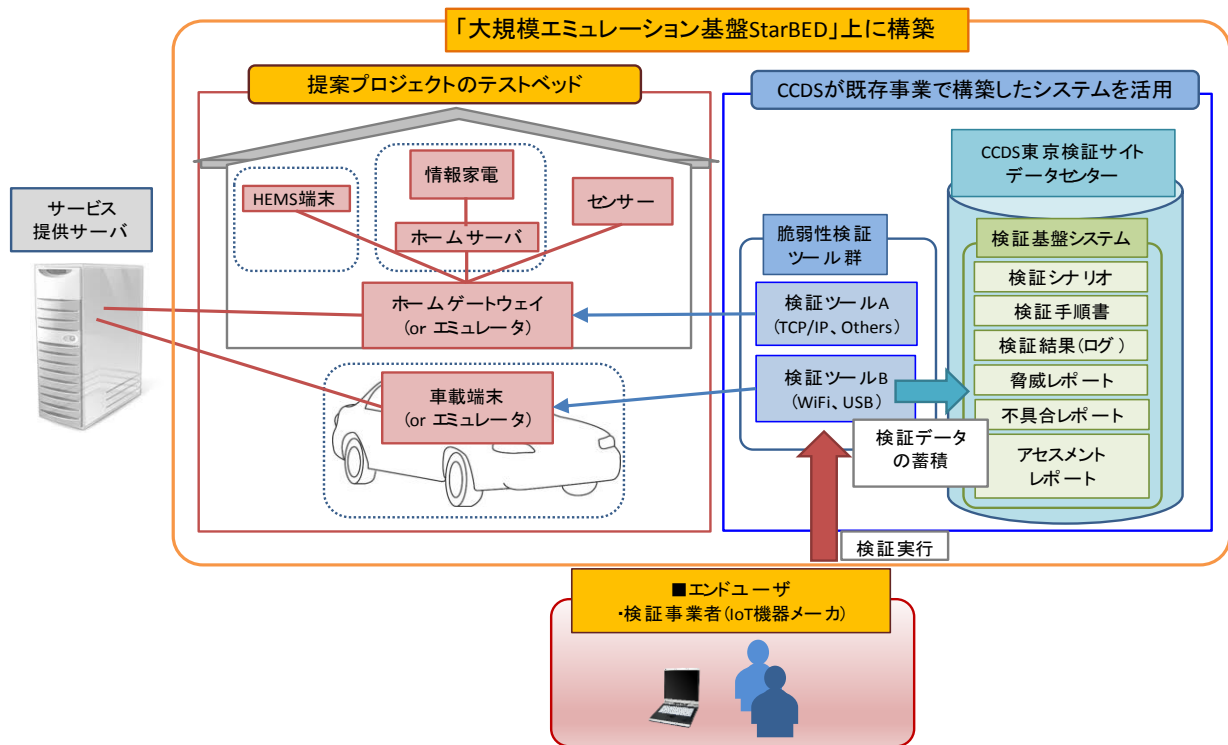 「大規模エミュレーション基盤StarBED」上に構築
提案プロジェクトのテストベッド
CCDSが既存事業で構築したシステムを活用
サービス
提供サーバ
HEMS端末
情報家電
ホームサーバ
センサー
ホームゲートウェイ
(or エミュレータ)
車載端末
(or エミュレータ)
脆弱性検証
ツール群
検証ツールA
(TCP/IP、Others)
検証ツールB
(WiFi、USB)
検証データ
の蓄積
CCDS東京検証サイト
データセンター
検証基盤システム
検証シナリオ
検証手順書
検証結果(ログ)
脅威レポート
不具合レポート
アセスメント
レポート
検証実行
■エンドユーザ
・検証事業者(IoT機器メーカ)